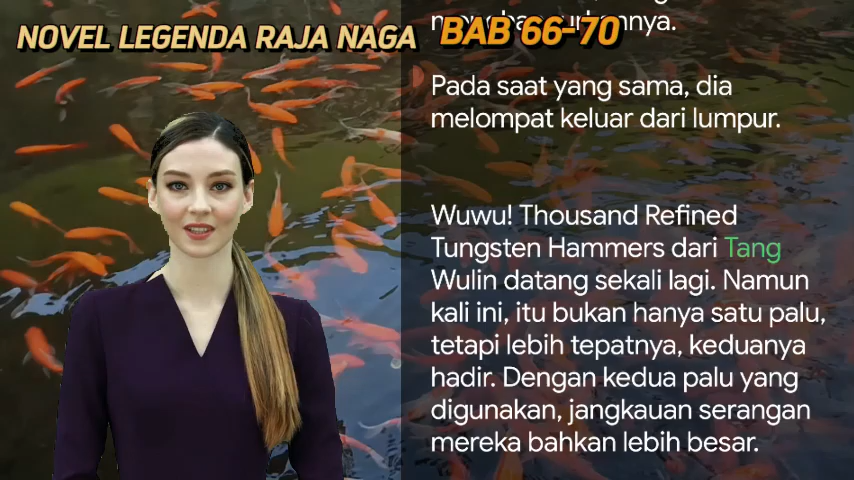 NOVEL LEGENDA RAJA NAGA BAB 66-70
Pada saat yang sama, dia
melompat keluar dari lumpur.
Wuwu! Thousand Refined
Tungsten Hammers dari Tang
Wulin datang sekali lagi. Namun
kali ini, itu bukan hanya satu palu,
tetapi lebih tepatnya, keduanya
hadir. Dengan kedua palu yang
digunakan, jangkauan serangan
mereka bahkan lebih besar.